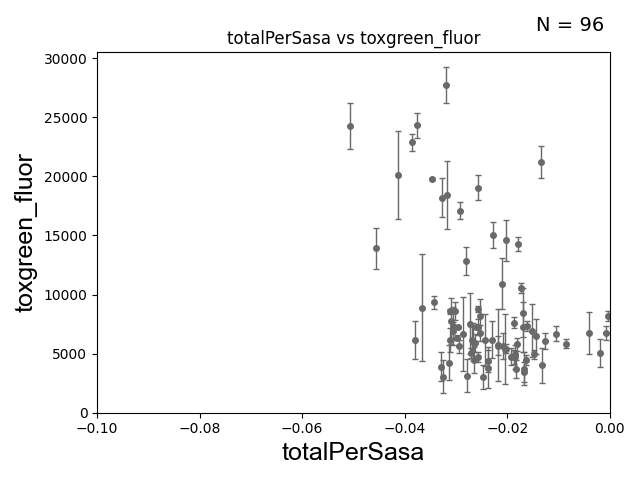 N = 96
totalPerSasa vs toxgreen_fluor
30000
25000
20000
15000
10000
5000
0
toxgreen_fluor
−0.10 −0.08 −0.06 −0.04 −0.02 0.00
totalPerSasa